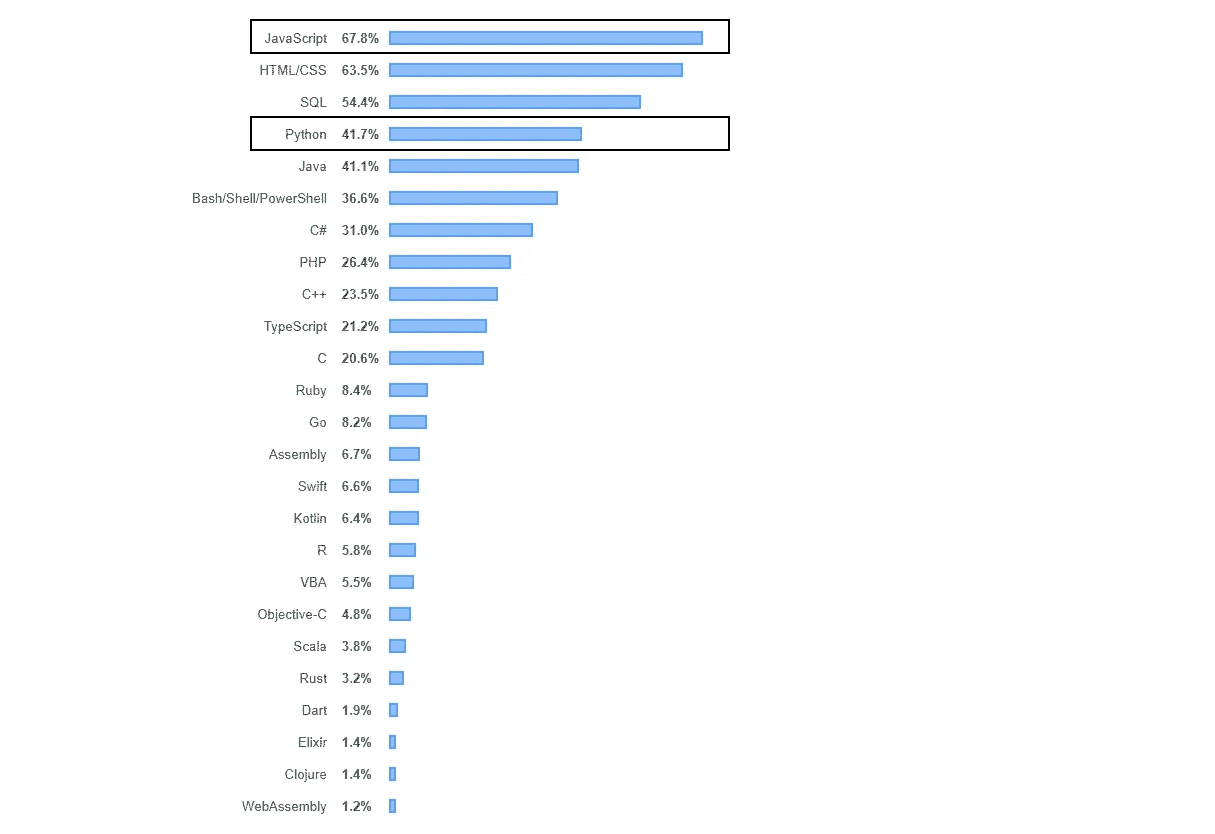 JavaScript 67.8%
HTML/CSS 63.5%
SQL 54.4%
Python 41.7%
Java 41.1%
Bash/Shell/PowerShell 36.6%
C# 31.0%
PHP 26.4%
C++ 23.5%
TypeScript 21.2%
C 20.6%
Ruby 8.4%
Go 8.2%
Assembly 6.7%
Swift 6.6%
Kotlin 6.4%
R 5.8%
VBA 5.5%
Objective-C 4.8%
Scala 3.8%
Rust 3.2%
Dart 1.9%
Elixir 1.4%
Clojure 1.4%
WebAssembly 1.2%